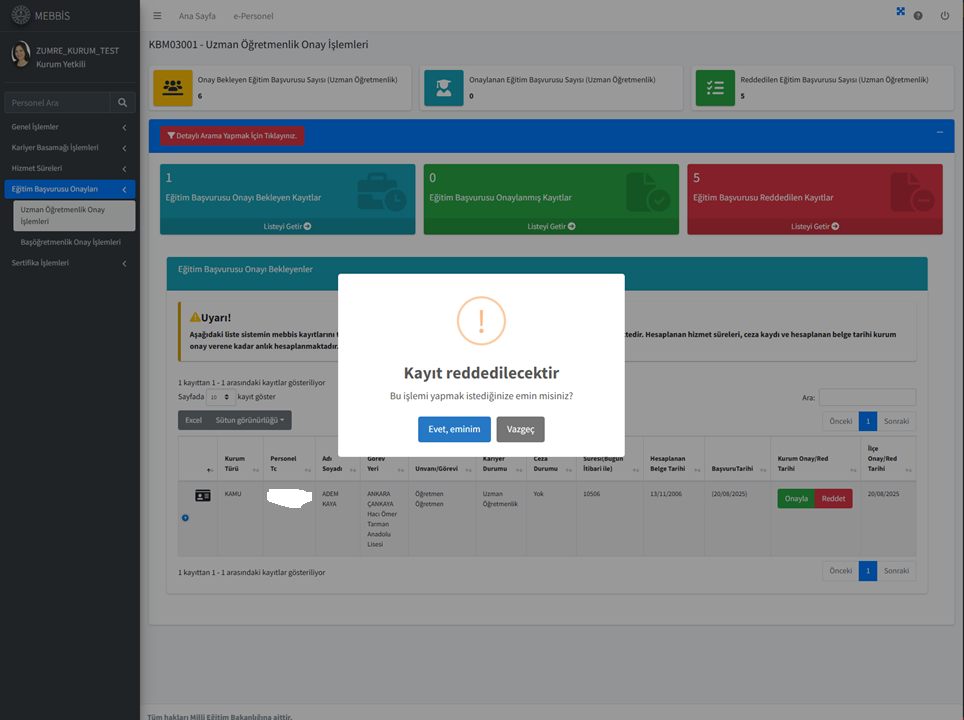 MEBBİS
Ana Sayfa
e-Personel
ZUMRE_KURUM_TEST
Kurum Yetkili
Personel Ara
Genel İşlemler
Kariyer Basamağı İşlemleri
Hizmet Süreleri
Eğitim Başvurusu Onayları
Uzman Öğretmenlik Onay
İşlemleri
Başöğretmenlik Onay İşlemleri
Sertifika İşlemleri
KBM03001 - Uzman Öğretmenlik Onay İşlemleri
Onay Bekleyen Eğitim Başvurusu Sayısı (Uzman Öğretmenlik)
6
Onaylanan Eğitim Başvurusu Sayısı (Uzman Öğretmenlik)
0
Reddedilen Eğitim Başvurusu Sayısı (Uzman Öğretmenlik)
5
Detaylı Arama Yapmak İçin Tıklayınız.
1
Eğitim Başvurusu Onayı Bekleyen Kayıtlar
Listeyi Getir
0
Eğitim Başvurusu Onaylanmış Kayıtlar
Listeyi Getir
5
Eğitim Başvurusu Reddedilen Kayıtlar
Listeyi Getir
Eğitim Başvurusu Onayı Bekleyenler
Uyarı!
Aşağıdaki liste sistemin mebbis kayıtlarını Hesaplanan hizmet süreleri, ceza kaydı ve hesaplanan belge tarihi kurum
onay verene kadar anlık hesaplanmaktadır.
Kayıt reddedilecektir
Bu işlemi yapmak istediğinize emin misiniz?
Evet, eminim
Vazgeç
1 kayıttan 1 - 1 arasındaki kayıtlar gösteriliyor
Sayfada 10 kayıt göster
Ara:
Excel
Sütun görünürlüğü
Önceki 1 Sonraki
Kurum Türü
Personel Tc
Adı Soyadı
Görev Yeri
Unvanı/Görevi
Kariyer Durumu
Ceza Durumu
Süresi(Bugün İtibari ile)
Hesaplanan Belge Tarihi
BaşvuruTarihi
Kurum Onay/Red Tarihi
İlçe Onay/Red Tarihi
KAMU
ADEM KAYA
ANKARA
ÇANKAYA
Hacı Ömer
Tarman
Anadolu
Lisesi
Öğretmen
Öğretmen
Uzman
Öğretmenlik
Yok
10506
13/11/2006
(20/08/2025)
Onayla
Reddet
20/08/2025
1 kayıttan 1 - 1 arasındaki kayıtlar gösteriliyor
Önceki 1 Sonraki
Tüm hakları Milli Eğitim Bakanlığına aittir.